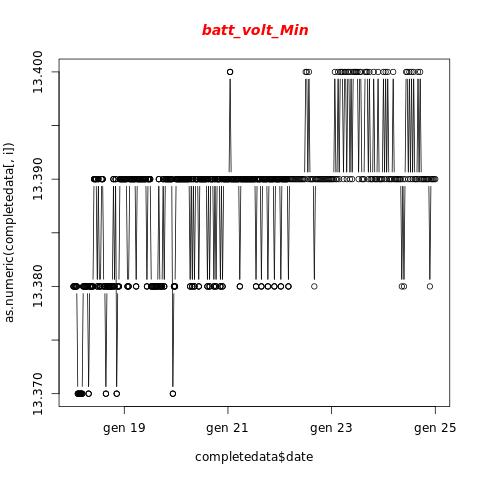 batt_volt_Min
as.numeric(completedata[, i])
13.400
13.390
13.380
13.370
gen 19
gen 21
gen 23
gen 25
completedata$date